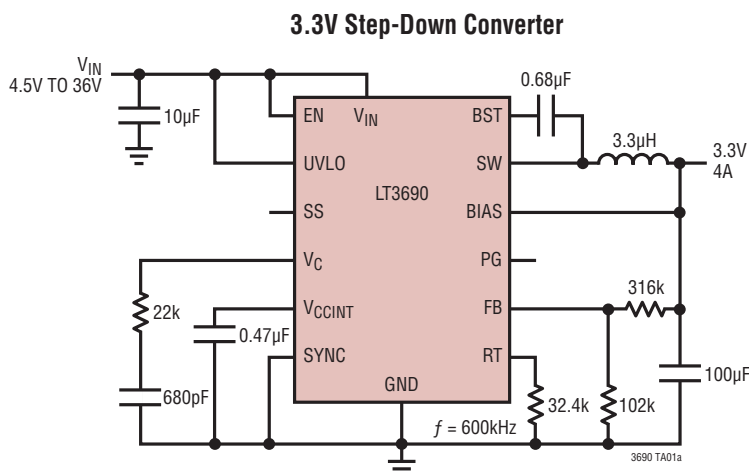 3.3V Step-Down Converter
VIN
4.5V TO 36V
10µF
EN
VIN
BST
0.68µF
UVLO
SW
3.3µH
3.3V
4A
LT3690
SS
BIAS
VC
PG
22k
VCCINT
FB
316k
0.47µF
SYNC
RT
680pF
GND
f = 600kHz
32.4k
102k
100µF
3690 TA01a